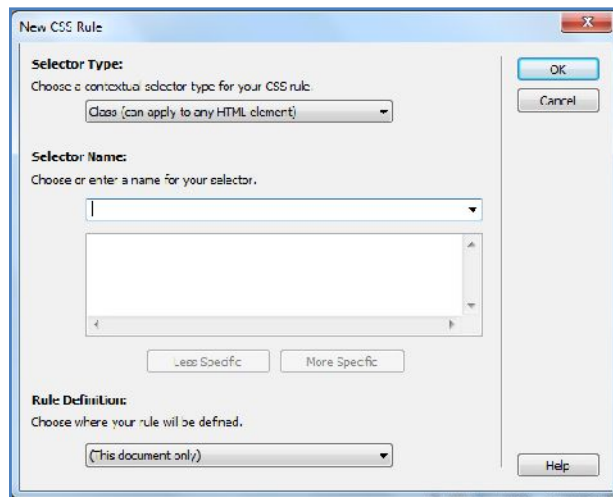 New CSS Rule
Selector Type:
Choose a contextual selector type for your CSS rule.
Class (can apply to any HTML element)
OK
Cancel
Selector Name:
Choose or enter a name for your selector.
Less Specific
More Specific
Rule Definition:
Choose where your rule will be defined.
(This document only)
Help